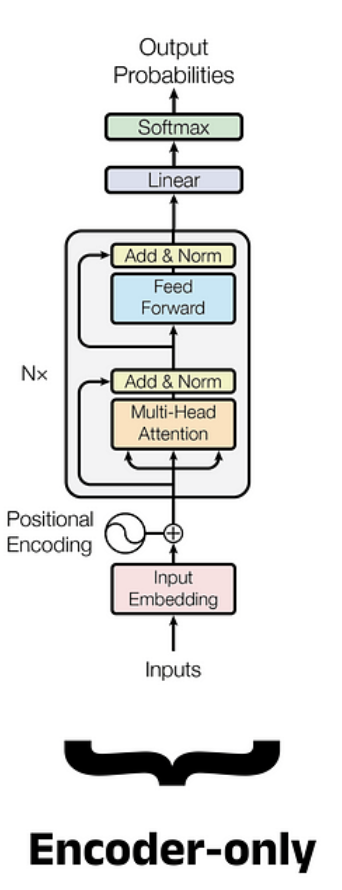 Output
Probabilities
Softmax
Linear
Add & Norm
Feed
Forward
N×
Add & Norm
Multi-Head
Attention
Positional
Encoding
Input
Embedding
Inputs
Encoder-only